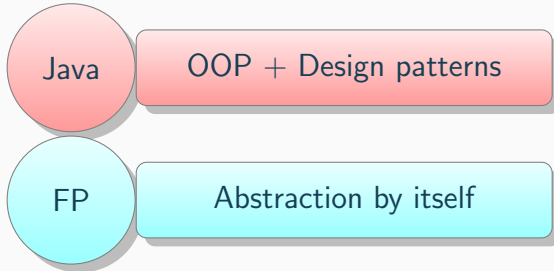 Java
OOP + Design patterns
FP
Abstraction by itself